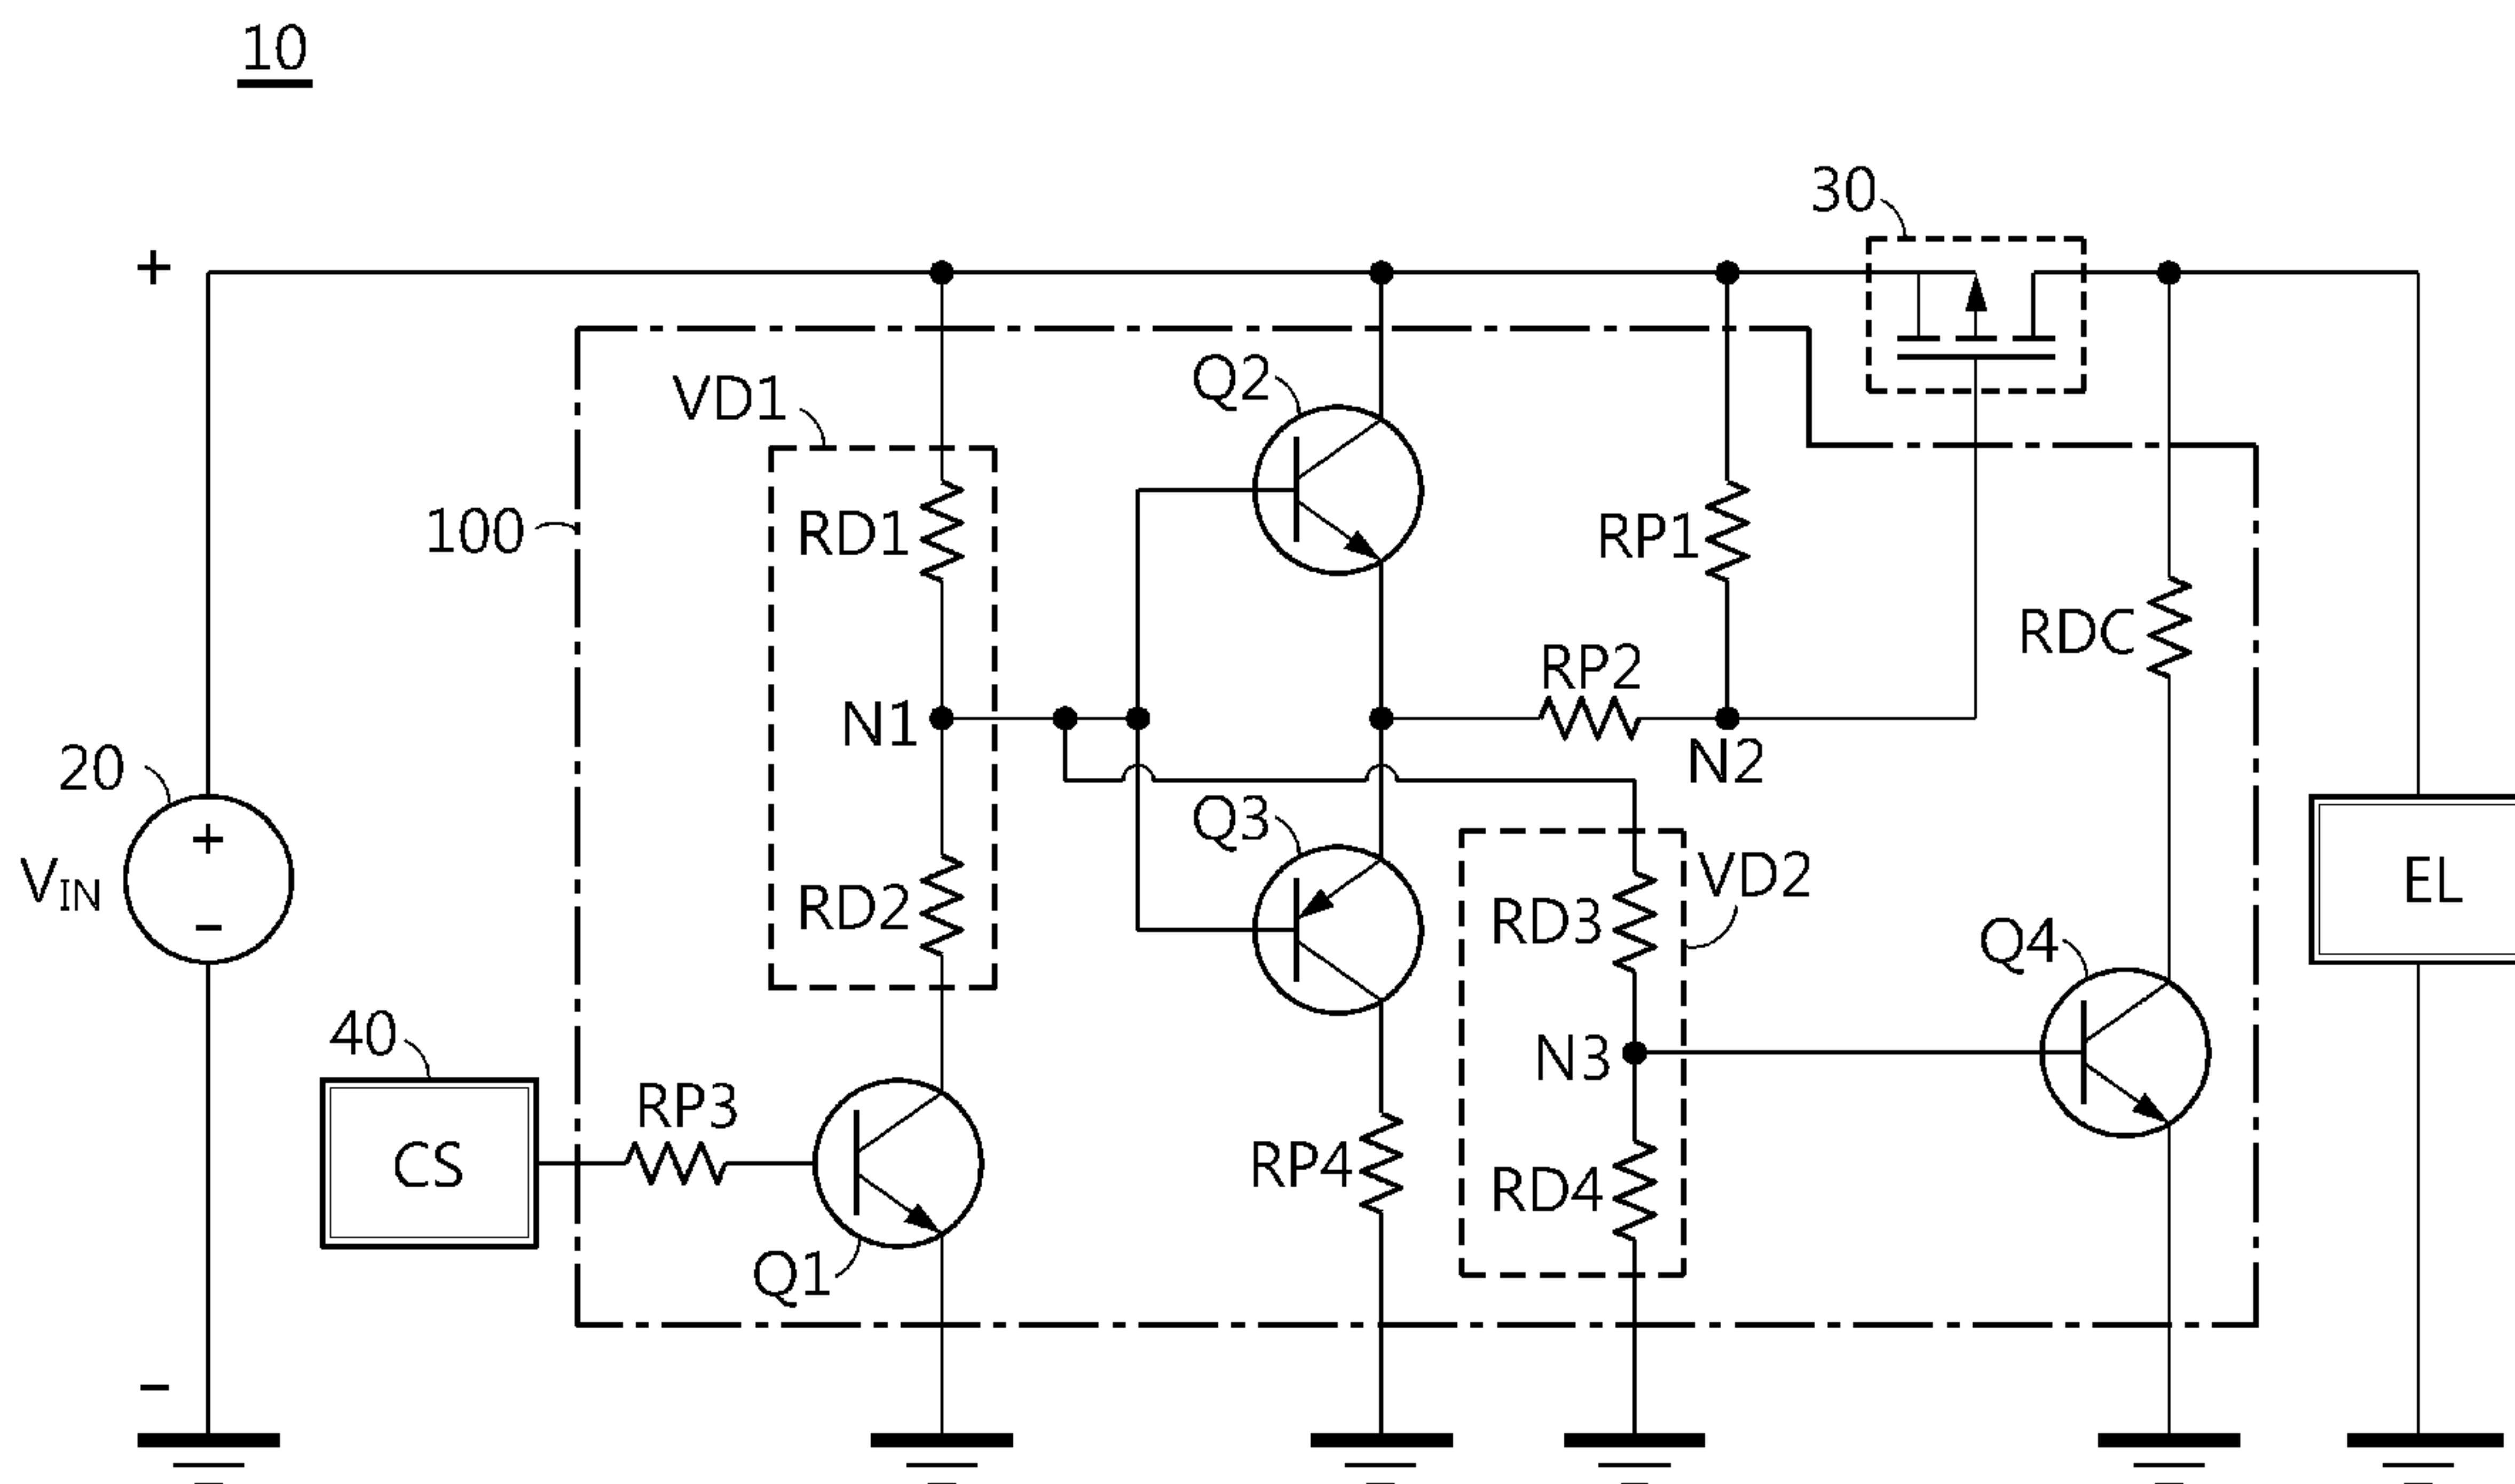 10
30
+
Q2
VD1
100
RD1
RP1
RDC
RP2
N1
N2
20
+
VIN
−
Q3
VD2
RD2
RD3
EL
Q4
40
N3
RP3
CS
RP4
RD4
Q1
−